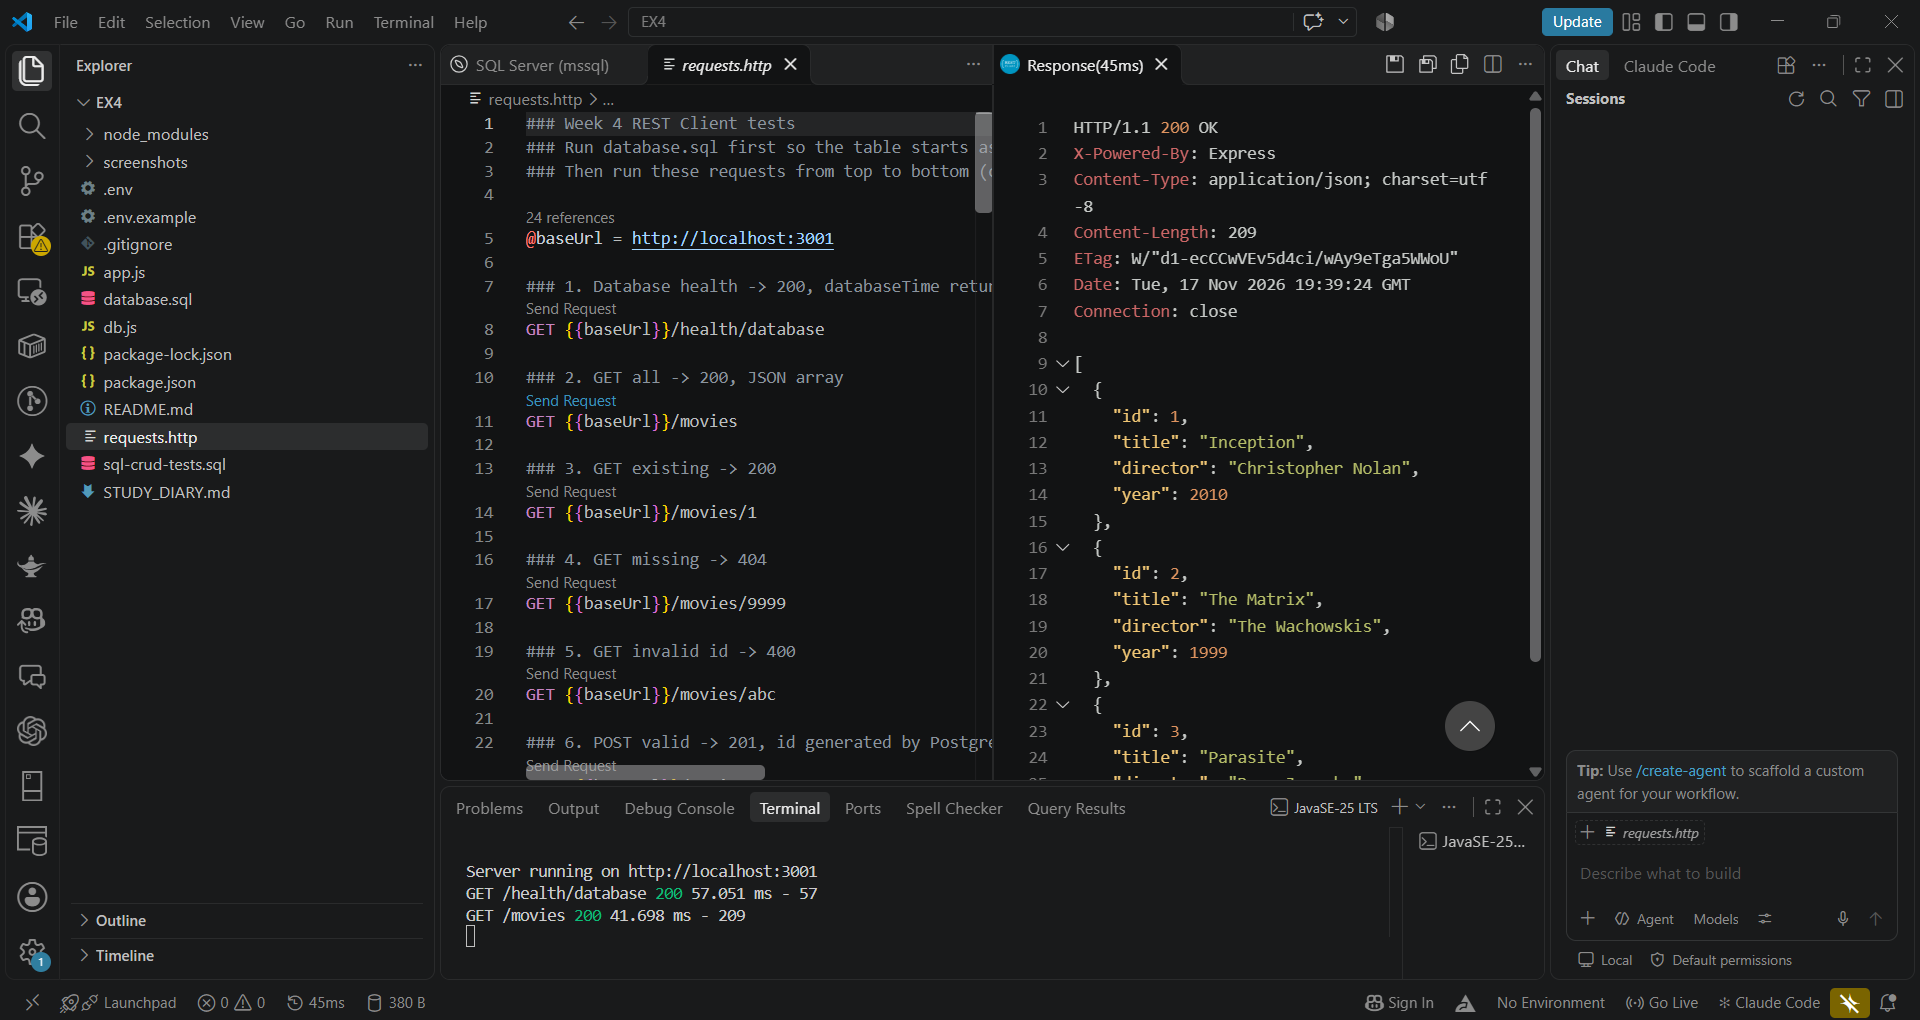 File Edit Selection View Go Run Terminal Help
EX4
Update
Explorer
EX4
node_modules
screenshots
.env
.env.example
.gitignore
JS app.js
database.sql
JS db.js
{} package-lock.json
{} package.json
README.md
requests.http
sql-crud-tests.sql
STUDY_DIARY.md
Outline
Timeline
SQL Server (mssql)
requests.http
requests.http > ...
1 ### Week 4 REST Client tests
2 ### Run database.sql first so the table starts
3 ### Then run these requests from top to bottom
4
24 references
5 @baseUrl = http://localhost:3001
6
7 ### 1. Database health -> 200, databaseTime
Send Request
8 GET {{baseUrl}}/health/database
9
10 ### 2. GET all -> 200, JSON array
Send Request
11 GET {{baseUrl}}/movies
12
13 ### 3. GET existing -> 200
Send Request
14 GET {{baseUrl}}/movies/1
15
16 ### 4. GET missing -> 404
Send Request
17 GET {{baseUrl}}/movies/9999
18
19 ### 5. GET invalid id -> 400
Send Request
20 GET {{baseUrl}}/movies/abc
21
22 ### 6. POST valid -> 201, id generated by
Send Request
Response(45ms)
1 HTTP/1.1 200 OK
2 X-Powered-By: Express
3 Content-Type: application/json; charset=utf
-8
4 Content-Length: 209
5 ETag: W/"d1-ecCCwVEv5d4ci/wAy9eTga5WWoU"
6 Date: Tue, 17 Nov 2026 19:39:24 GMT
7 Connection: close
8
9 [
10 {
11 "id": 1,
12 "title": "Inception",
13 "director": "Christopher Nolan",
14 "year": 2010
15 },
16 {
17 "id": 2,
18 "title": "The Matrix",
19 "director": "The Wachowskis",
20 "year": 1999
21 },
22 {
23 "id": 3,
24 "title": "Parasite",
Problems Output Debug Console Terminal Ports Spell Checker Query Results
JavaSE-25 LTS
JavaSE-25...
Server running on http://localhost:3001
GET /health/database 200 57.051 ms - 57
GET /movies 200 41.698 ms - 209
Chat Claude Code
Sessions
Tip: Use /create-agent to scaffold a custom
agent for your workflow.
requests.http
Describe what to build
Agent Models
Local Default permissions
1
Launchpad 0 0 45ms 380 B
Sign In No Environment Go Live Claude Code